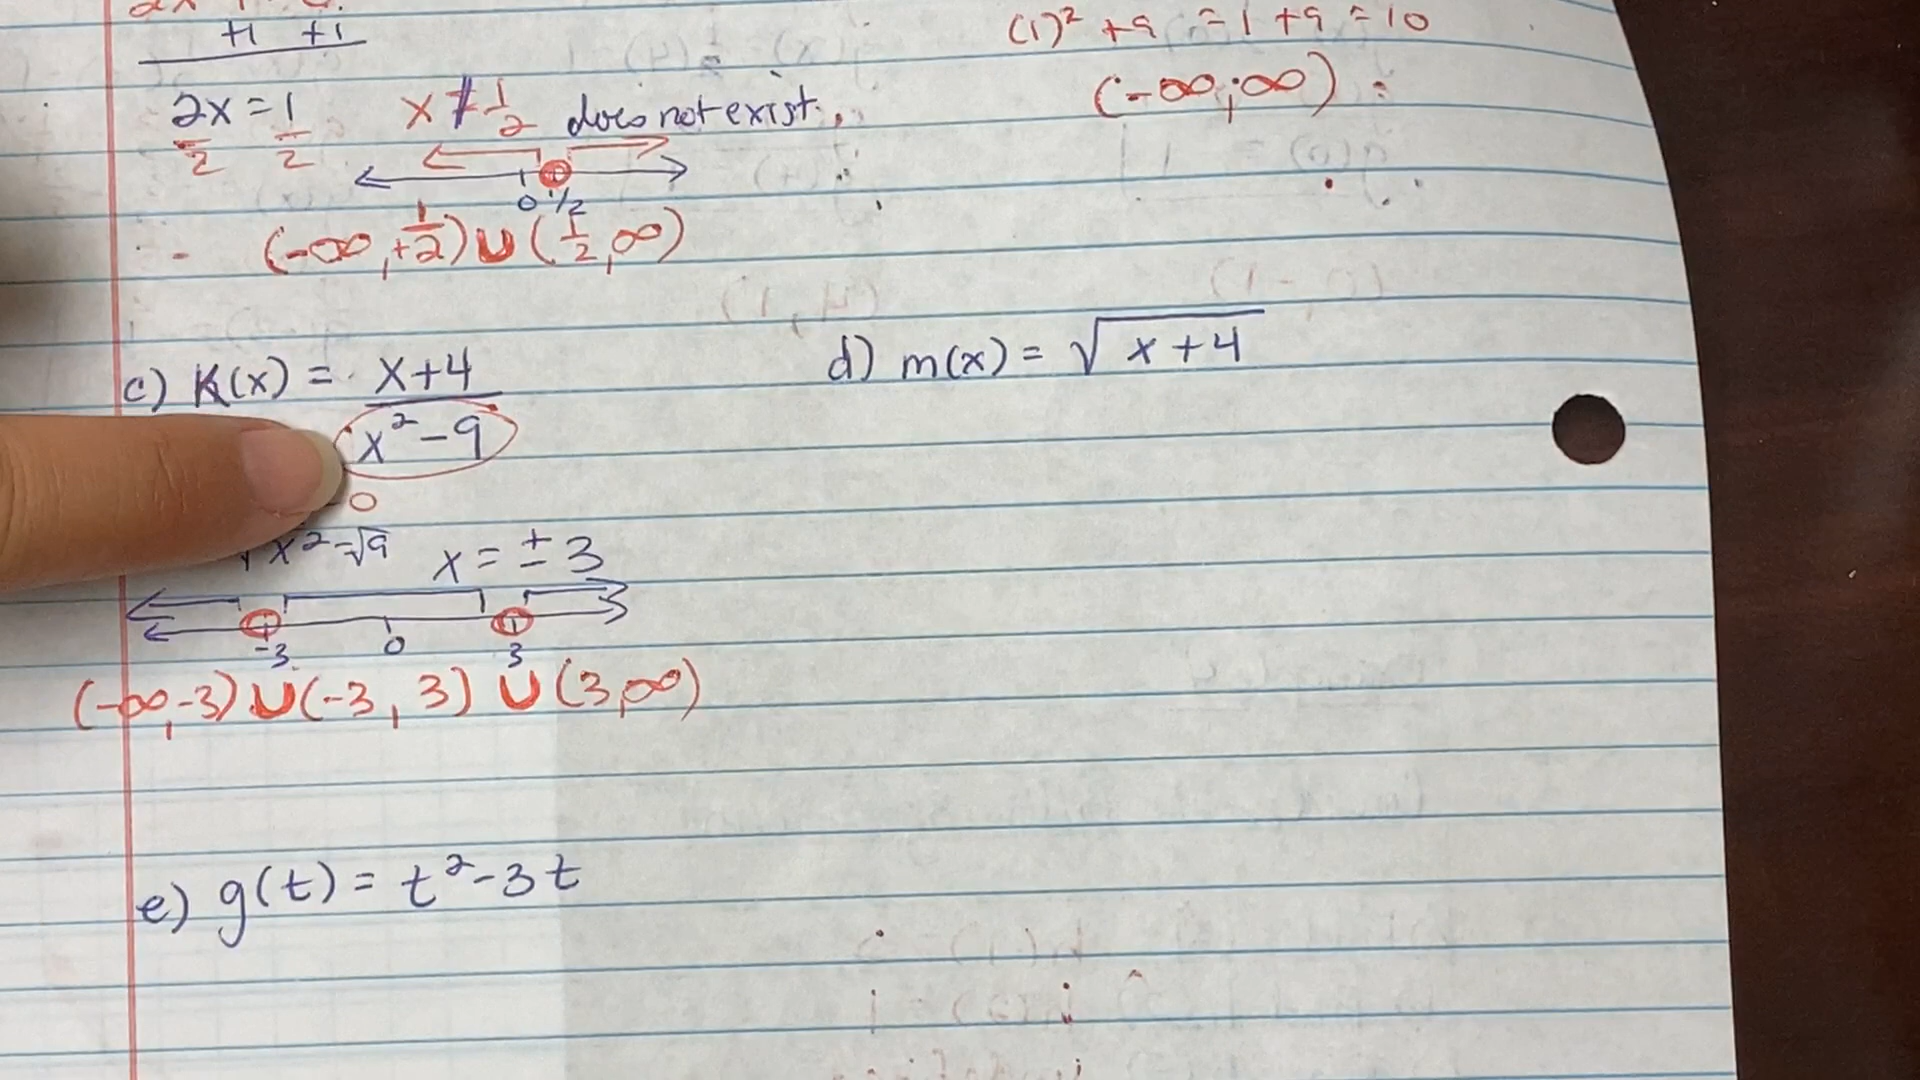 +1 +1
(1)² +9 = 1 + 9 = 10
2x = 1 x ≠ 1/2 does not exist.
2 2
(-∞, ∞)
0 1/2
(-∞, +1/2) ∪ (1/2, ∞)
c) K(x) = x+4
x² - 9
d) m(x) = √x+4
0
x² = √9 x = ± 3
-3 0 3
(-∞, -3) ∪ (-3, 3) ∪ (3, ∞)
e) g(t) = t² - 3t